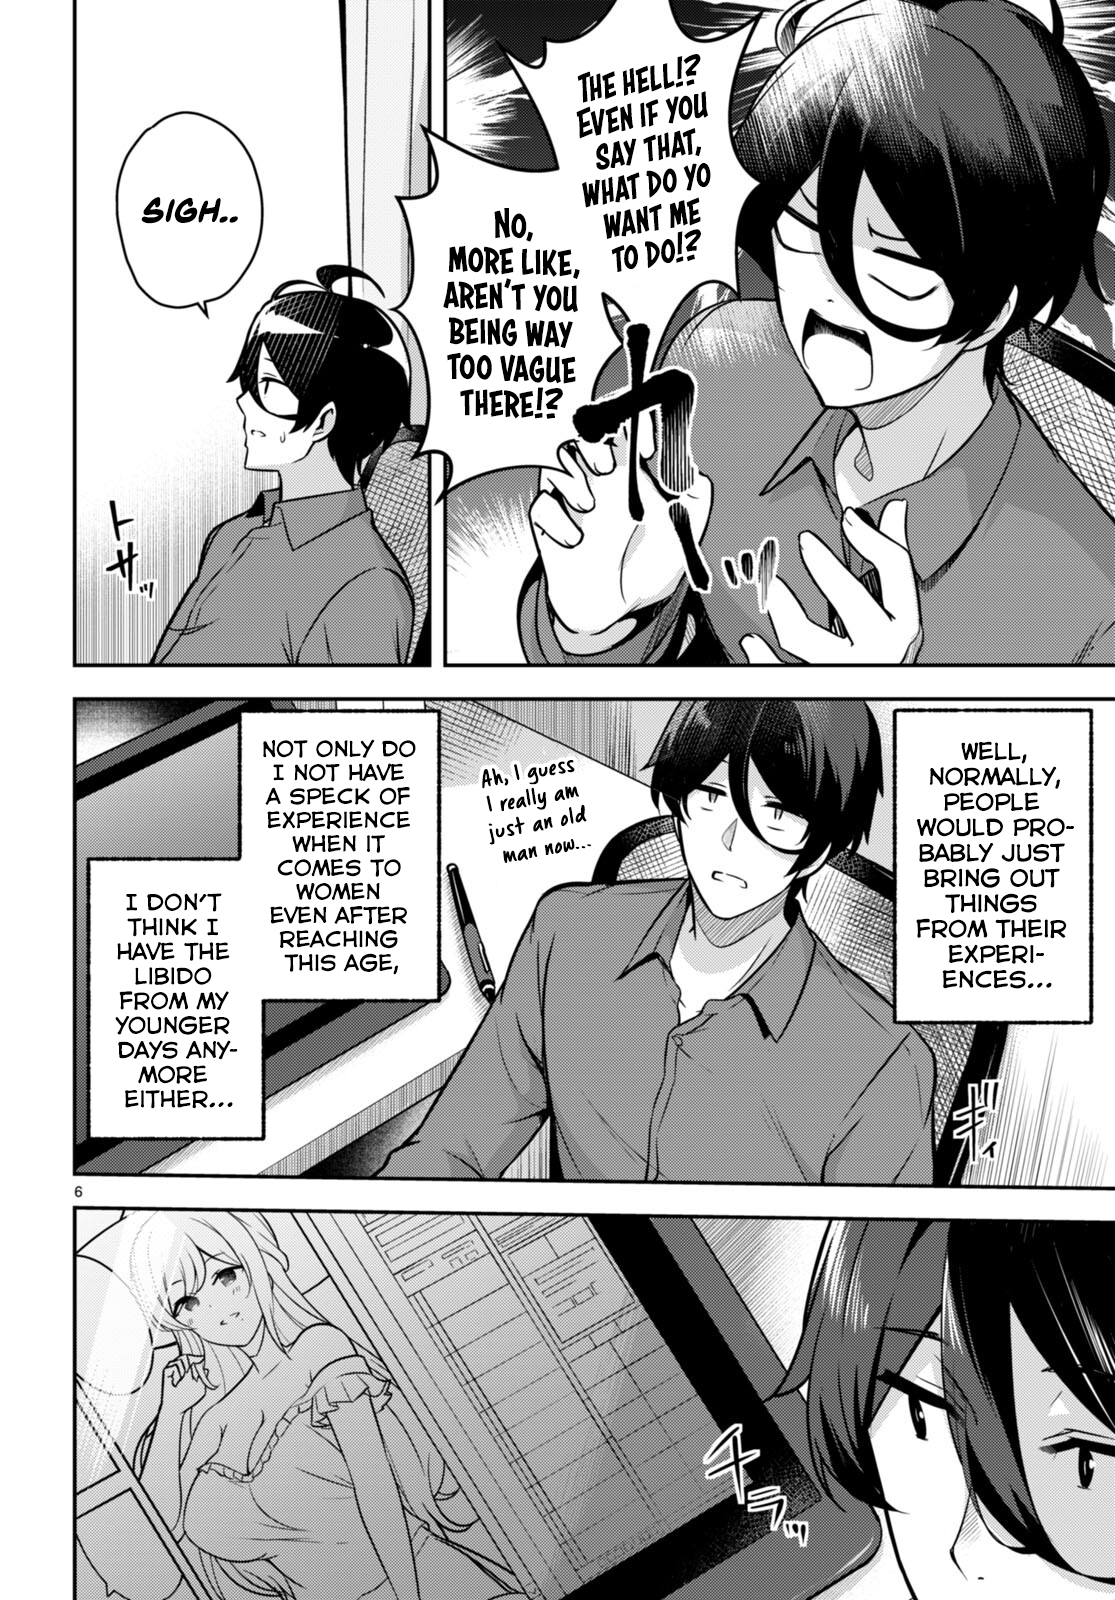 THE HELL!?
EVEN IF YOU
SAY THAT,
WHAT DO YO
WANT ME
TO DO!?
NO,
MORE LIKE,
AREN'T YOU
BEING WAY
TOO VAGUE
THERE!?
SIGH..
トサッ
WELL,
NORMALLY,
PEOPLE
WOULD PRO-
BABLY JUST
BRING OUT
THINGS
FROM THEIR
EXPERI-
ENCES...
Ah, I guess
I really am
just an old
man now...
NOT ONLY DO
I NOT HAVE
A SPECK OF
EXPERIENCE
WHEN IT
COMES TO
WOMEN
EVEN AFTER
REACHING
THIS AGE,
I DON'T
THINK I
HAVE THE
LIBIDO
FROM MY
YOUNGER
DAYS ANY-
MORE
EITHER...
ギィ
6
チラッ